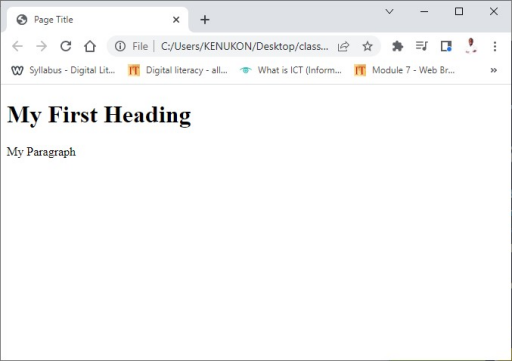 Page Title
File | C:/Users/KENUKON/Desktop/class...
Syllabus - Digital Lit... Digital literacy - all... What is ICT (Inform... Module 7 - Web Br... »
My First Heading
My Paragraph